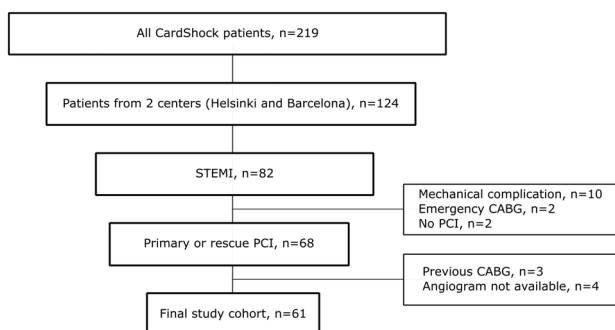 All CardShock patients, n=219
Patients from 2 centers (Helsinki and Barcelona), n=124
STEMI, n=82
Mechanical complication, n=10
Emergency CABG, n=2
No PCI, n=2
Primary or rescue PCI, n=68
Previous CABG, n=3
Angiogram not available, n=4
Final study cohort, n=61